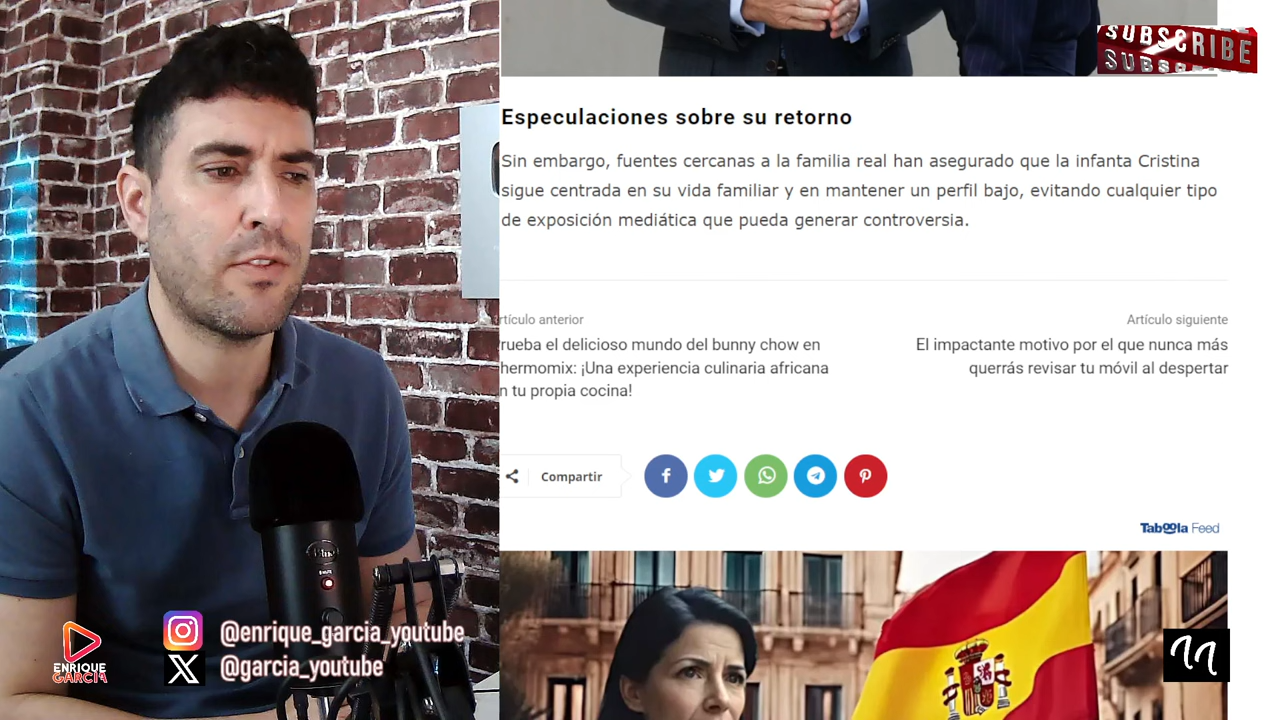 SUBSCRIBE
SUBSCRIBE
Especulaciones sobre su retorno
Sin embargo, fuentes cercanas a la familia real han asegurado que la infanta Cristina
sigue centrada en su vida familiar y en mantener un perfil bajo, evitando cualquier tipo
de exposición mediática que pueda generar controversia.
rtículo anterior
Artículo siguiente
rueba el delicioso mundo del bunny chow en
hermomix: ¡Una experiencia culinaria africana
n tu propia cocina!
El impactante motivo por el que nunca más
querrás revisar tu móvil al despertar
Compartir
Taboola Feed
blue
@enrique_garcia_youtube
@garcia_youtube
ENRIQUE
GARCIA